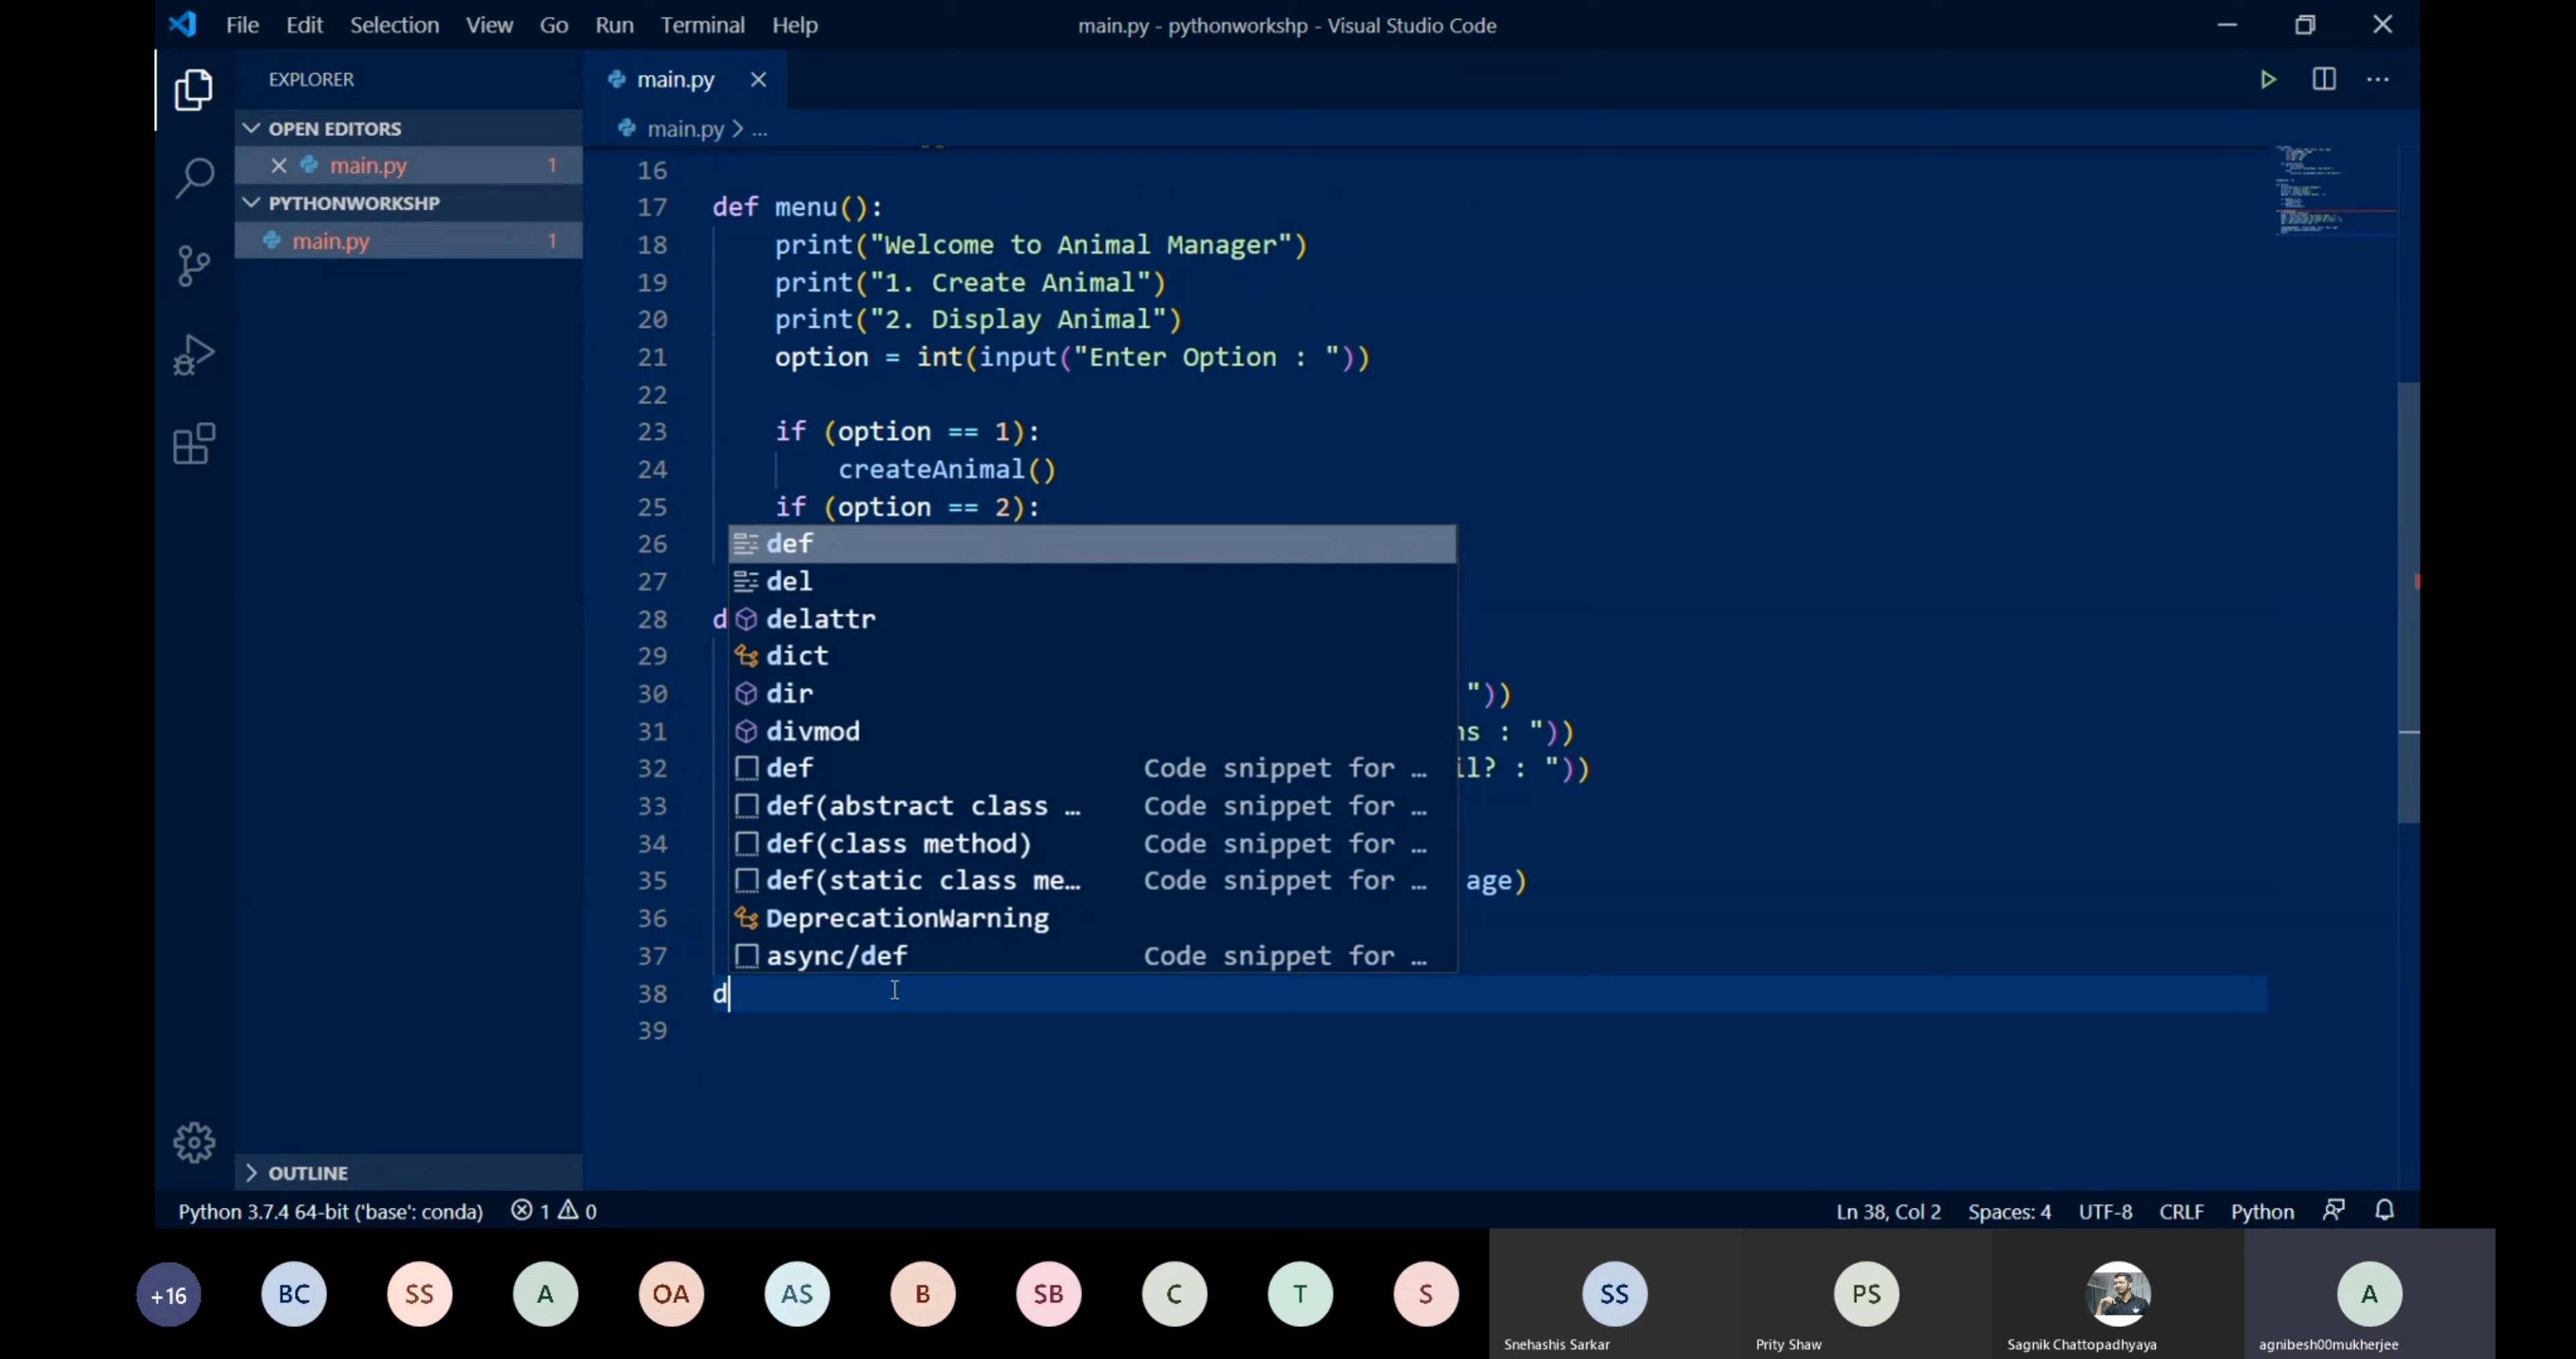 File Edit Selection View Go Run Terminal Help
main.py - pythonworkshp - Visual Studio Code
EXPLORER
OPEN EDITORS
main.py 1
PYTHONWORKSHP
main.py 1
OUTLINE
main.py
main.py > ...
16
17 def menu():
18 print("Welcome to Animal Manager")
19 print("1. Create Animal")
20 print("2. Display Animal")
21 option = int(input("Enter Option : "))
22
23 if (option == 1):
24 createAnimal()
25 if (option == 2):
26
27
28 d
29
30 "))
31 ns : "))
32 il? : "))
33
34
35 age)
36
37
38 d
39
def
del
delattr
dict
dir
divmod
def Code snippet for …
def(abstract class … Code snippet for …
def(class method) Code snippet for …
def(static class me… Code snippet for …
DeprecationWarning
async/def Code snippet for …
Python 3.7.4 64-bit ('base': conda) 1 0
Ln 38, Col 2 Spaces: 4 UTF-8 CRLF Python
+16 BC SS A OA AS B SB C T S SS PS A
Snehashis Sarkar Prity Shaw Sagnik Chattopadhyaya agnibesh00mukherjee